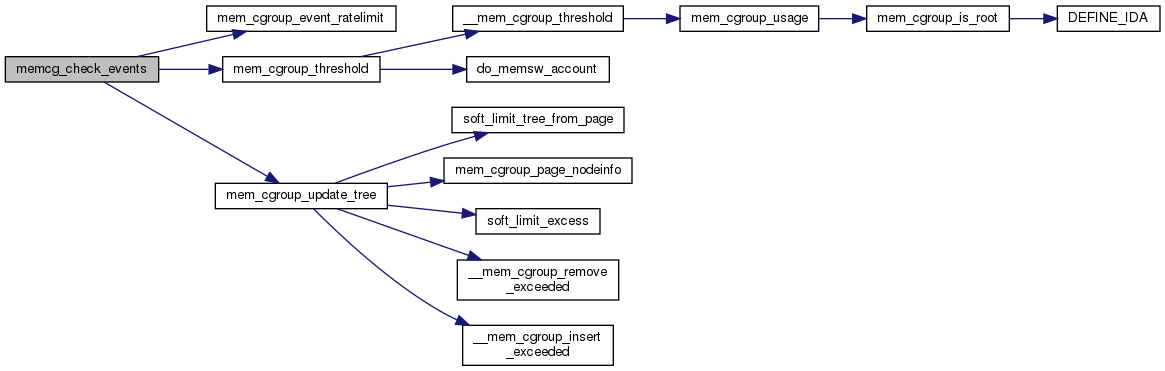 mem_cgroup_event_ratelimit
__mem_cgroup_threshold
mem_cgroup_usage
mem_cgroup_is_root
DEFINE_IDA
memcg_check_events
mem_cgroup_threshold
do_memsw_account
soft_limit_tree_from_page
mem_cgroup_page_nodeinfo
mem_cgroup_update_tree
soft_limit_excess
__mem_cgroup_remove
_exceeded
__mem_cgroup_insert
_exceeded